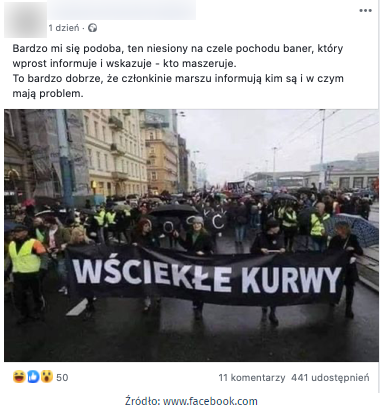 1 dzień ·
Bardzo mi się podoba, ten niesiony na czele pochodu baner, który
wprost informuje i wskazuje - kto maszeruje.
To bardzo dobrze, że członkinie marszu informują kim są i w czym
mają problem.
WŚCIEKŁE KURWY
50
11 komentarzy 441 udostępnień
Źródło: www.facebook.com